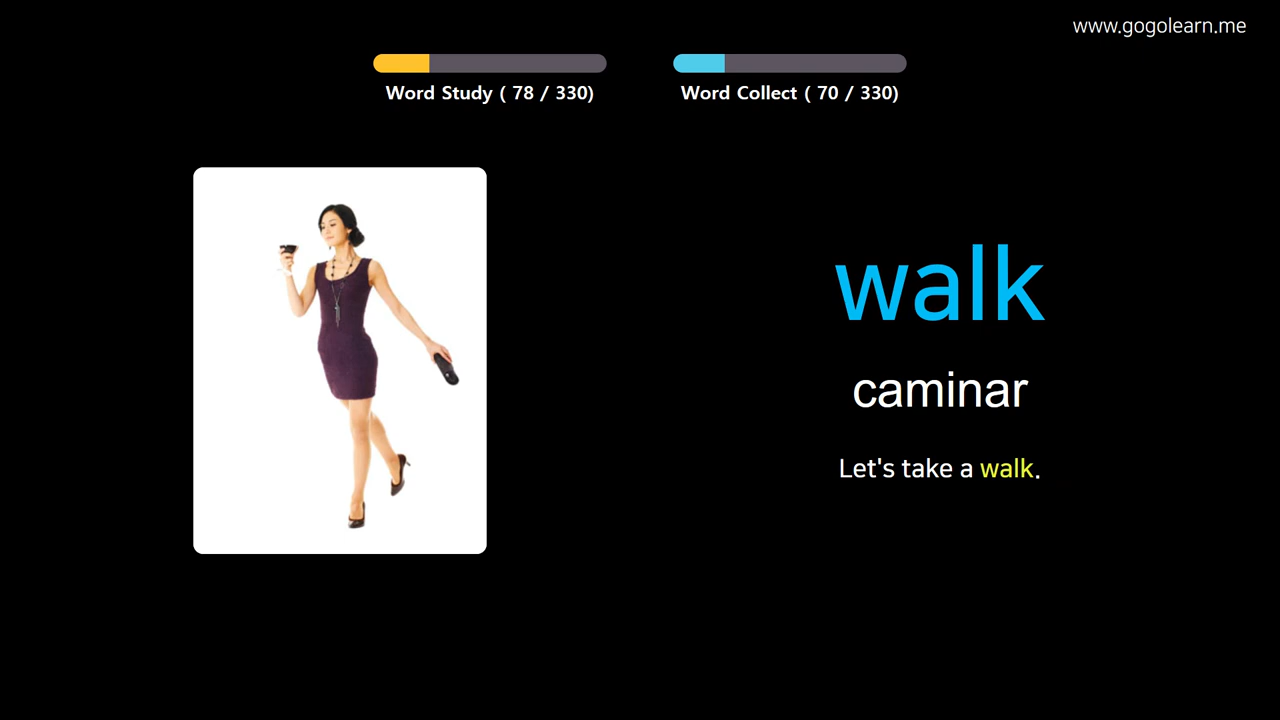 www.gogolearn.me
Word Study ( 78 / 330)
Word Collect ( 70 / 330)
walk
caminar
Let's take a walk.